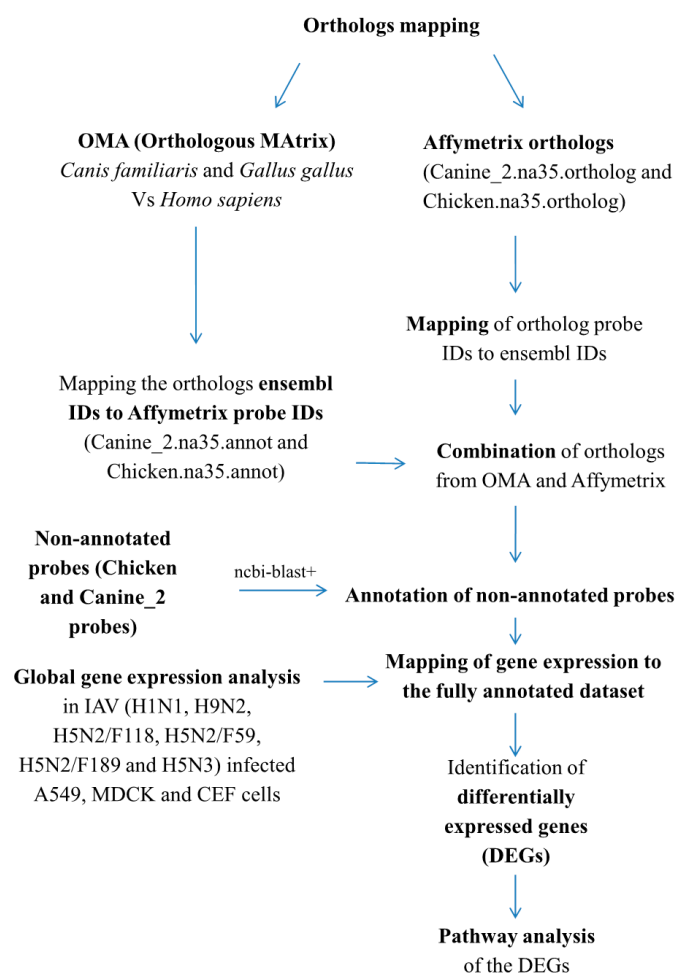 Orthologs mapping
OMA (Orthologous MAtrix)
Canis familiaris and Gallus gallus
Vs Homo sapiens
Affymetrix orthologs
(Canine_2.na35.ortholog and
Chicken.na35.ortholog)
Mapping of ortholog probe
IDs to ensembl IDs
Mapping the orthologs ensembl
IDs to Affymetrix probe IDs
(Canine_2.na35.annot and
Chicken.na35.annot)
Combination of orthologs
from OMA and Affymetrix
Non-annotated
probes (Chicken
and Canine_2
probes)
ncbi-blast+
Annotation of non-annotated probes
Global gene expression analysis
in IAV (H1N1, H9N2,
H5N2/F118, H5N2/F59,
H5N2/F189 and H5N3) infected
A549, MDCK and CEF cells
Mapping of gene expression to
the fully annotated dataset
Identification of
differentially
expressed genes
(DEGs)
Pathway analysis
of the DEGs